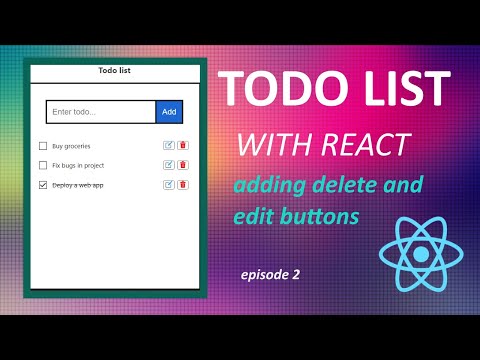 Todo list
Enter todo...
Add
Buy groceries
Fix bugs in project
Deploy a web app
TODO LIST
WITH REACT
adding delete and
edit buttons
episode 2